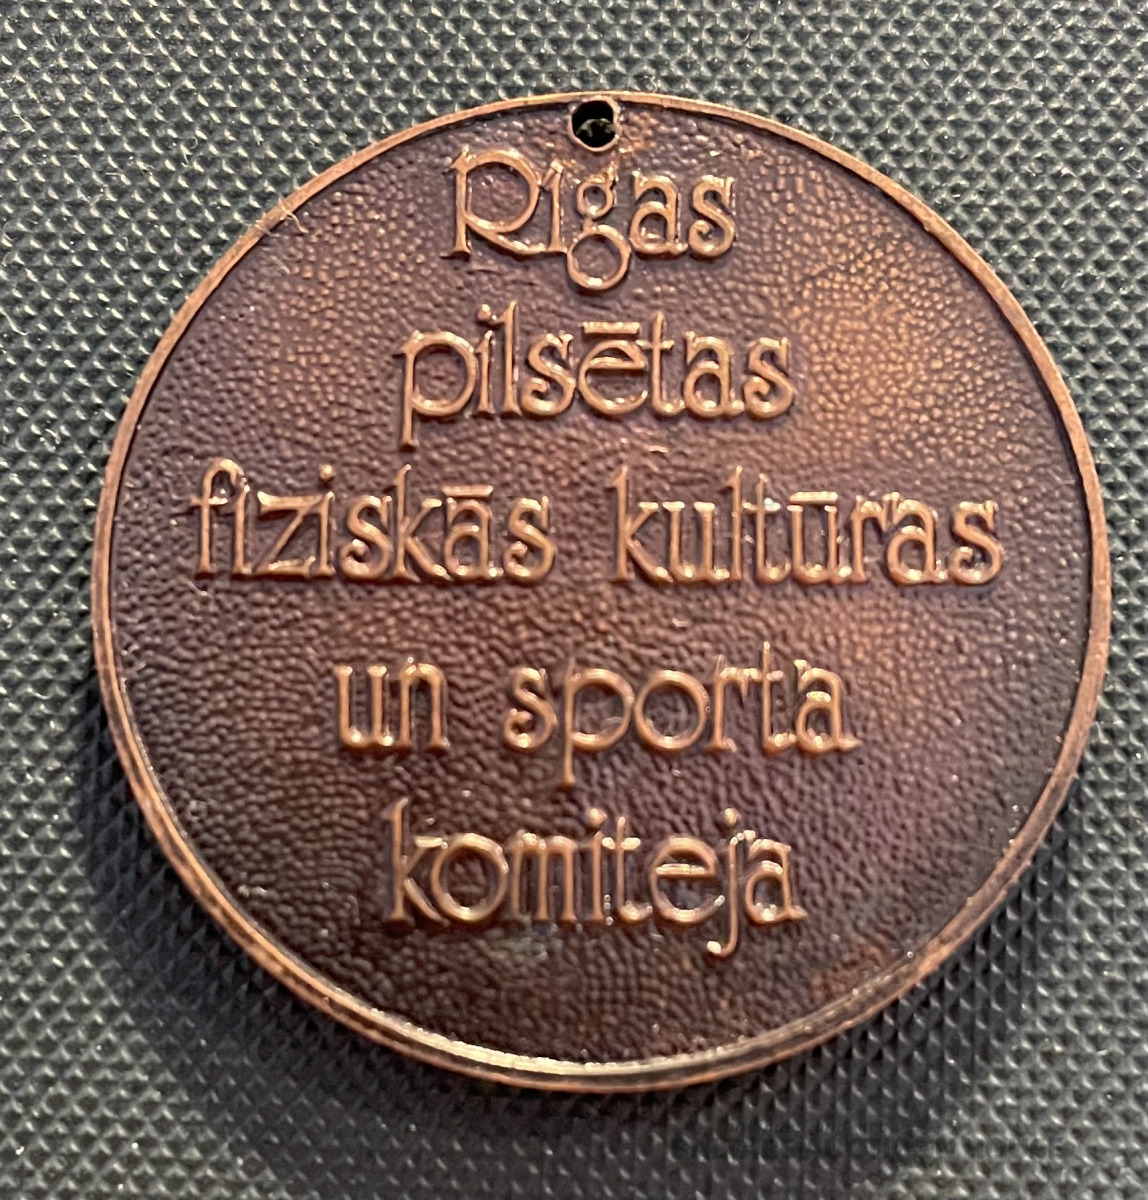 Rīgas
pilsētas
fiziskās kultūras
un sporta
komiteja